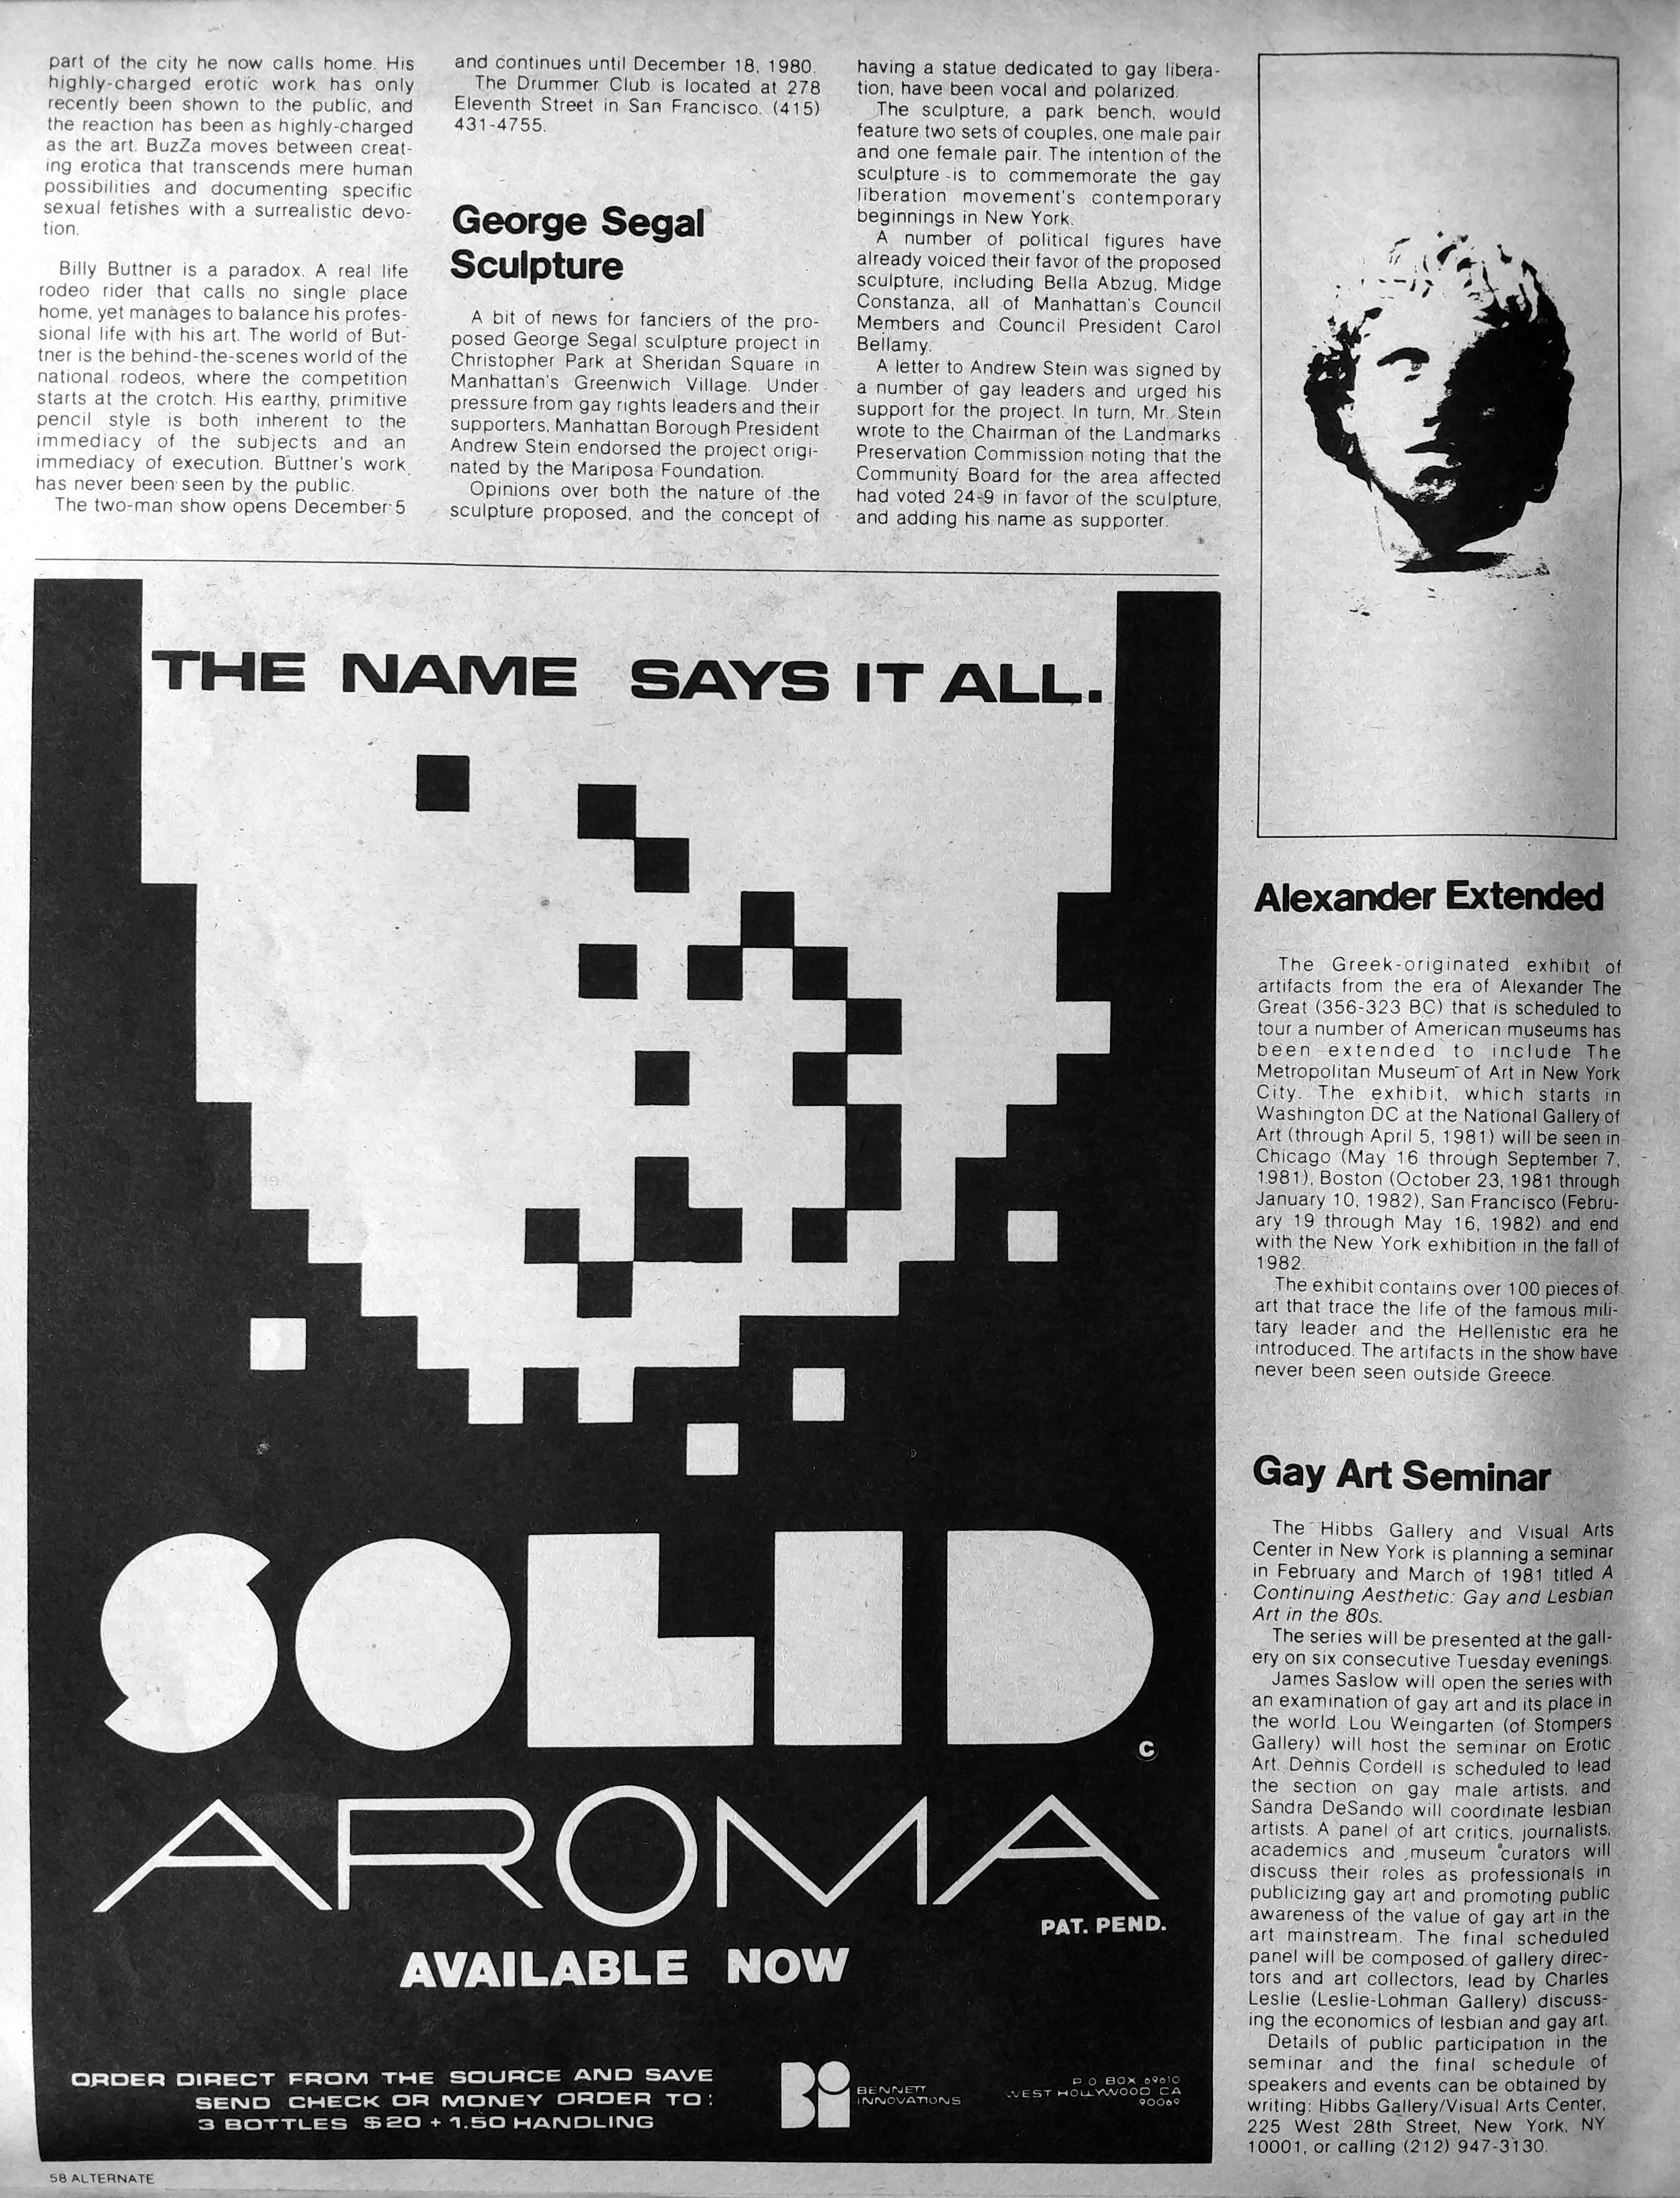 part of the city he now calls home. His
highly-charged erotic work has only
recently been shown to the public, and
the reaction has been as highly-charged
as the art. BuzZa moves between creat-
ing erotica that transcends mere human
possibilities and documenting specific
sexual fetishes with a surrealistic devo-
tion.
Billy Buttner is a paradox. A real life
rodeo rider that calls no single place
home, yet manages to balance his profes-
sional life with his art. The world of But-
tner is the behind-the-scenes world of the
national rodeos, where the competition
starts at the crotch. His earthy, primitive
pencil style is both inherent to the
immediacy of the subjects and an
immediacy of execution. Buttner's work
has never been seen by the public.
The two-man show opens December 5
and continues until December 18, 1980.
The Drummer Club is located at 278
Eleventh Street in San Francisco. (415)
431-4755.
George Segal
Sculpture
A bit of news for fanciers of the pro-
posed George Segal sculpture project in
Christopher Park at Sheridan Square in
Manhattan's Greenwich Village. Under
pressure from gay rights leaders and their
supporters, Manhattan Borough President
Andrew Stein endorsed the project origi-
nated by the Mariposa Foundation.
Opinions over both the nature of the
sculpture proposed, and the concept of
having a statue dedicated to gay libera-
tion, have been vocal and polarized.
The sculpture, a park bench, would
feature two sets of couples, one male pair
and one female pair. The intention of the
sculpture is to commemorate the gay
liberation movement's contemporary
beginnings in New York.
A number of political figures have
already voiced their favor of the proposed
sculpture, including Bella Abzug, Midge
Constanza, all of Manhattan's Council
Members and Council President Carol
Bellamy.
A letter to Andrew Stein was signed by
a number of gay leaders and urged his
support for the project. In turn, Mr. Stein
wrote to the Chairman of the Landmarks
Preservation Commission noting that the
Community Board for the area affected
had voted 24-9 in favor of the sculpture,
and adding his name as supporter.
Alexander Extended
The Greek-originated exhibit of
artifacts from the era of Alexander The
Great (356-323 BC) that is scheduled to
tour a number of American museums has
been extended to include The
Metropolitan Museum of Art in New York
City. The exhibit, which starts in
Washington DC at the National Gallery of
Art (through April 5, 1981) will be seen in
Chicago (May 16 through September 7,
1981), Boston (October 23, 1981 through
January 10, 1982), San Francisco (Febru-
ary 19 through May 16, 1982) and end
with the New York exhibition in the fall of
1982.
The exhibit contains over 100 pieces of
art that trace the life of the famous mili-
tary leader and the Hellenistic era he
introduced. The artifacts in the show have
never been seen outside Greece.
Gay Art Seminar
The Hibbs Gallery and Visual Arts
Center in New York is planning a seminar
in February and March of 1981 titled A
Continuing Aesthetic: Gay and Lesbian
Art in the 80s.
The series will be presented at the gall-
ery on six consecutive Tuesday evenings.
James Saslow will open the series with
an examination of gay art and its place in
the world. Lou Weingarten (of Stompers
Gallery) will host the seminar on Erotic
Art. Dennis Cordell is scheduled to lead
the section on gay male artists, and
Sandra DeSando will coordinate lesbian
artists. A panel of art critics, journalists,
academics and museum curators will
discuss their roles as professionals in
publicizing gay art and promoting public
awareness of the value of gay art in the
art mainstream. The final scheduled
panel will be composed of gallery direc-
tors and art collectors, lead by Charles
Leslie (Leslie-Lohman Gallery) discuss-
ing the economics of lesbian and gay art.
Details of public participation in the
seminar and the final schedule of
speakers and events can be obtained by
writing: Hibbs Gallery/Visual Arts Center,
225 West 28th Street, New York, NY
10001, or calling (212) 947-3130.
THE NAME SAYS IT ALL.
SOLID
C
AROMA
PAT. PEND.
AVAILABLE NOW
ORDER DIRECT FROM THE SOURCE AND SAVE
SEND CHECK OR MONEY ORDER TO:
3 BOTTLES $20 + 1.50 HANDLING
Bi
BENNETT
INNOVATIONS
P O BOX 69610
WEST HOLLYWOOD CA
90069
58 ALTERNATE